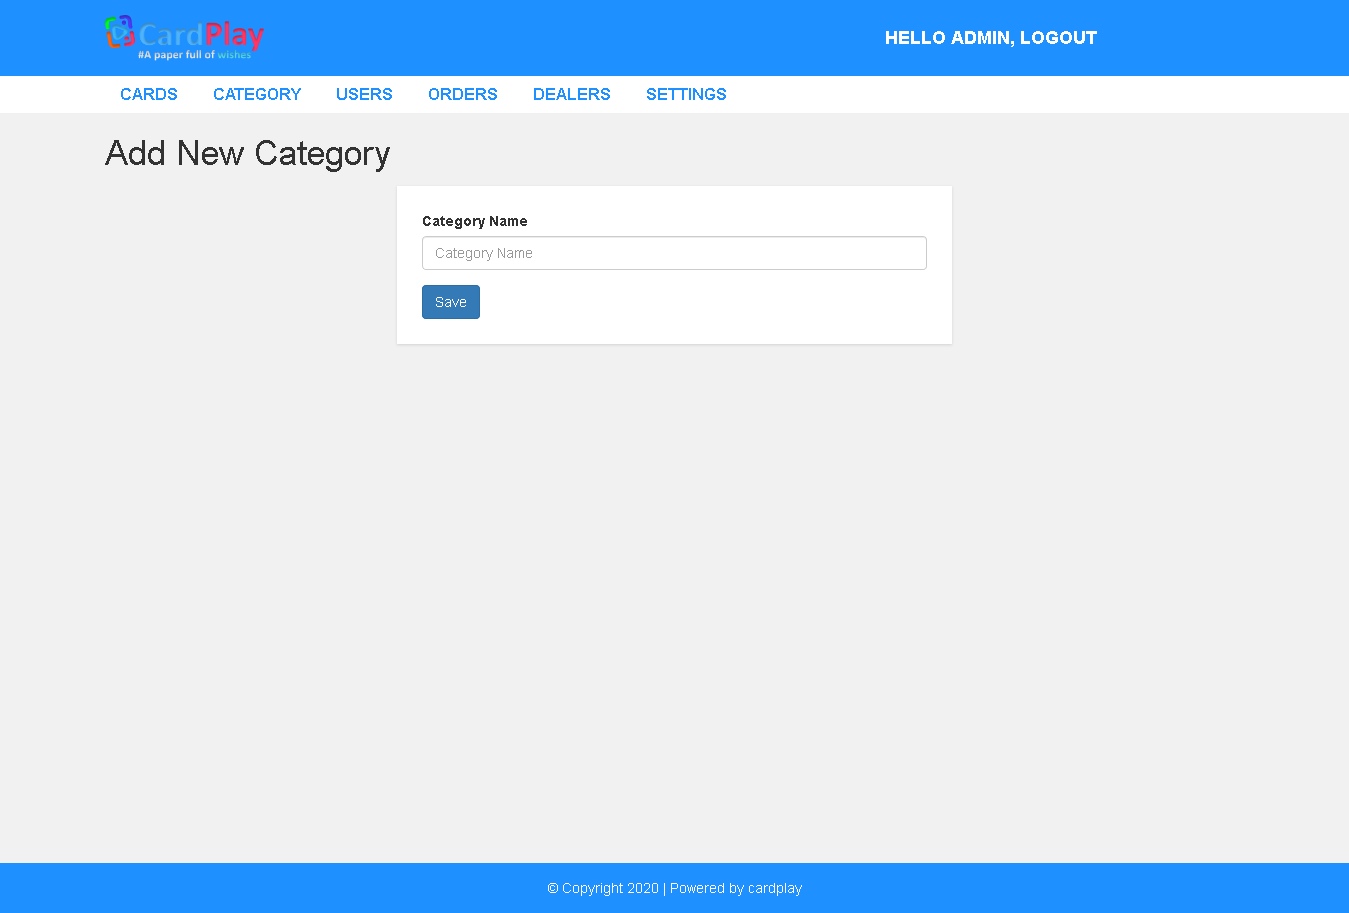 CardPlay
#A paper full of wishes
HELLO ADMIN, LOGOUT
CARDS CATEGORY USERS ORDERS DEALERS SETTINGS
Add New Category
Category Name
Category Name
Save
© Copyright 2020 | Powered by cardplay